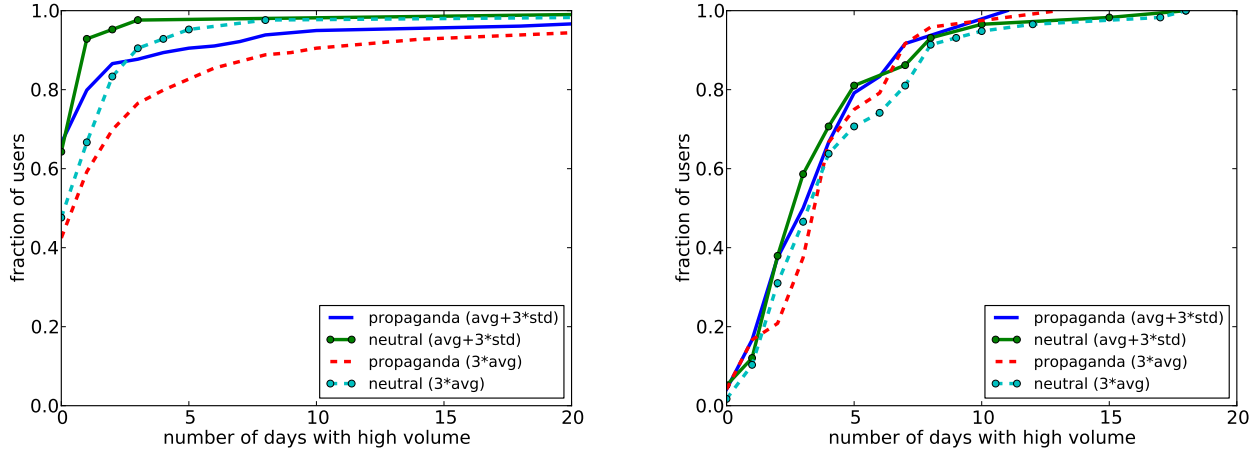 1.0
0.8
0.6
0.4
0.2
0.0
fraction of users
0 5 10 15 20
number of days with high volume
propaganda (avg+3*std)
neutral (avg+3*std)
propaganda (3*avg)
neutral (3*avg)
1.0
0.8
0.6
0.4
0.2
0.0
fraction of users
0 5 10 15 20
number of days with high volume
propaganda (avg+3*std)
neutral (avg+3*std)
propaganda (3*avg)
neutral (3*avg)